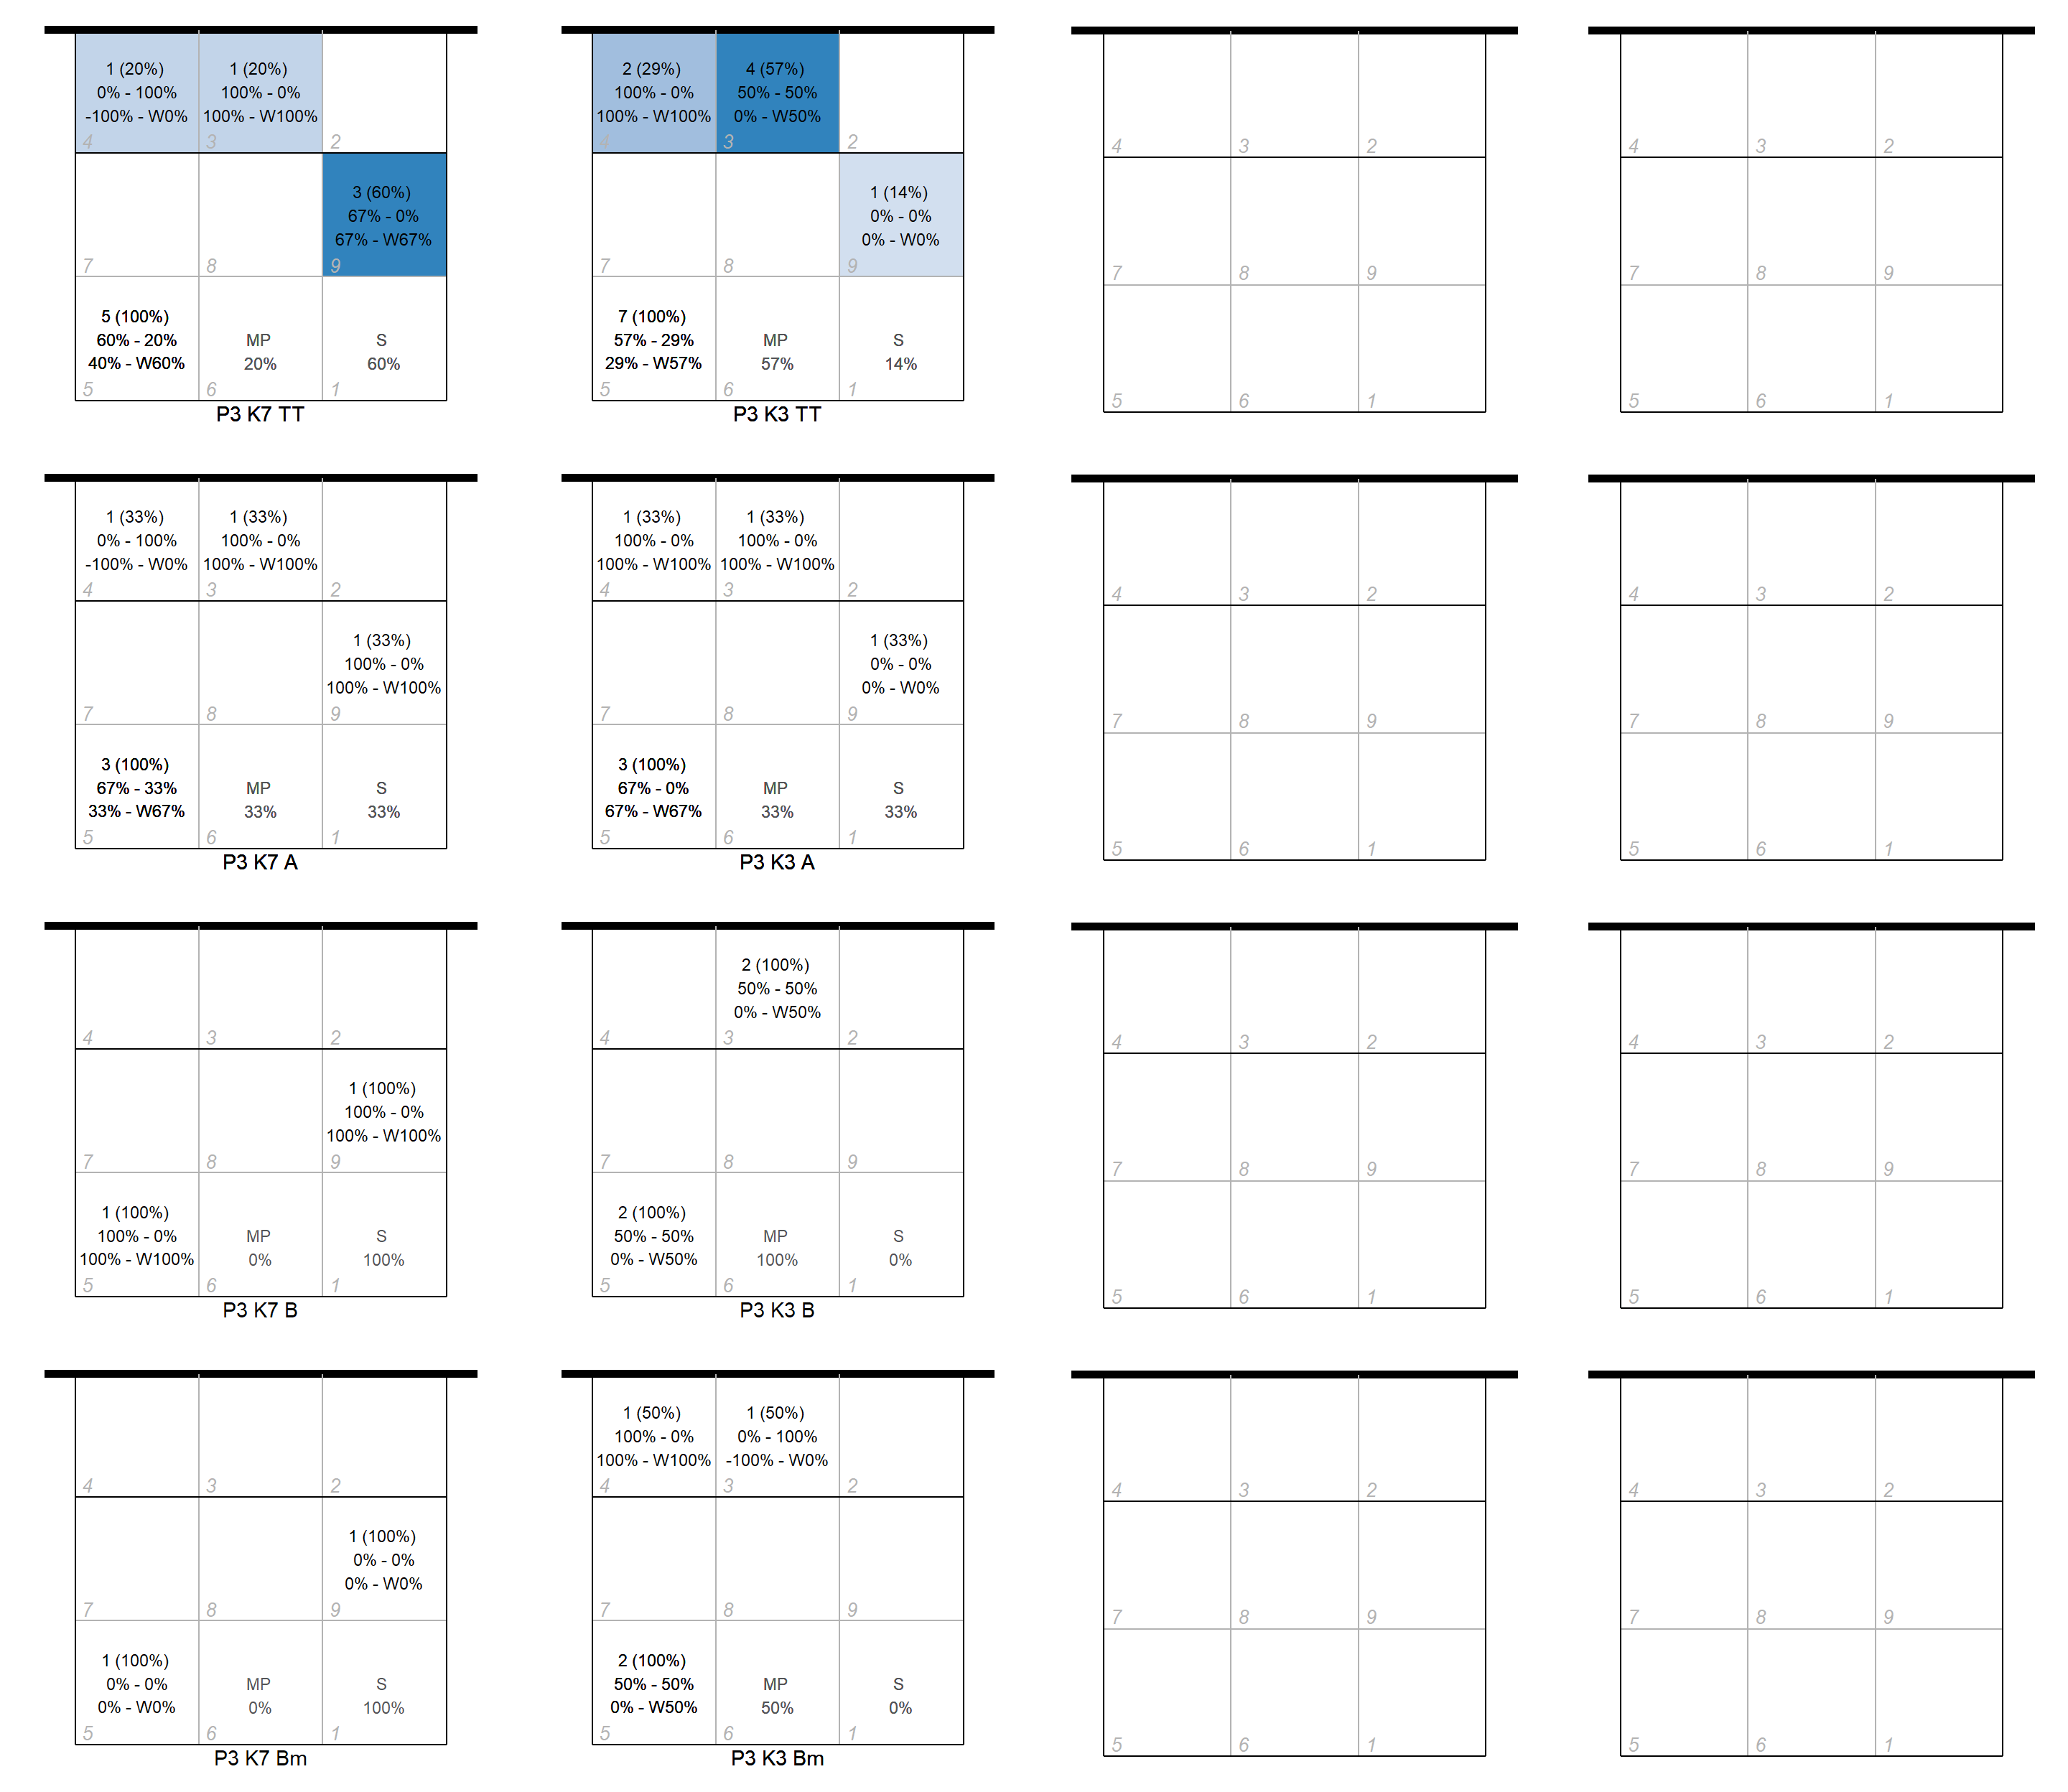 1 (20%)
0% - 100%
-100% - W0%
4
1 (20%)
100% - 0%
100% - W100%
3
2
7
8
3 (60%)
67% - 0%
67% - W67%
9
5 (100%)
60% - 20%
40% - W60%
5
MP
20%
6
S
60%
1
P3 K7 TT
2 (29%)
100% - 0%
100% - W100%
4
4 (57%)
50% - 50%
0% - W50%
3
2
7
8
1 (14%)
0% - 0%
0% - W0%
9
7 (100%)
57% - 29%
29% - W57%
5
MP
57%
6
S
14%
1
P3 K3 TT
4
3
2
7
8
9
5
6
1
4
3
2
7
8
9
5
6
1
1 (33%)
0% - 100%
-100% - W0%
4
1 (33%)
100% - 0%
100% - W100%
3
2
7
8
1 (33%)
100% - 0%
100% - W100%
9
3 (100%)
67% - 33%
33% - W67%
5
MP
33%
6
S
33%
1
P3 K7 A
1 (33%)
100% - 0%
100% - W100%
4
1 (33%)
100% - 0%
100% - W100%
3
2
7
8
1 (33%)
0% - 0%
0% - W0%
9
3 (100%)
67% - 0%
67% - W67%
5
MP
33%
6
S
33%
1
P3 K3 A
4
3
2
7
8
9
5
6
1
4
3
2
7
8
9
5
6
1
4
3
2
7
8
1 (100%)
100% - 0%
100% - W100%
9
1 (100%)
100% - 0%
100% - W100%
5
MP
0%
6
S
100%
1
P3 K7 B
4
2 (100%)
50% - 50%
0% - W50%
3
2
7
8
9
2 (100%)
50% - 50%
0% - W50%
5
MP
100%
6
S
0%
1
P3 K3 B
4
3
2
7
8
9
5
6
1
4
3
2
7
8
9
5
6
1
4
3
2
7
8
1 (100%)
0% - 0%
0% - W0%
9
1 (100%)
0% - 0%
0% - W0%
5
MP
0%
6
S
100%
1
P3 K7 Bm
1 (50%)
100% - 0%
100% - W100%
4
1 (50%)
0% - 100%
-100% - W0%
3
2
7
8
9
2 (100%)
50% - 50%
0% - W50%
5
MP
50%
6
S
0%
1
P3 K3 Bm
4
3
2
7
8
9
5
6
1
4
3
2
7
8
9
5
6
1